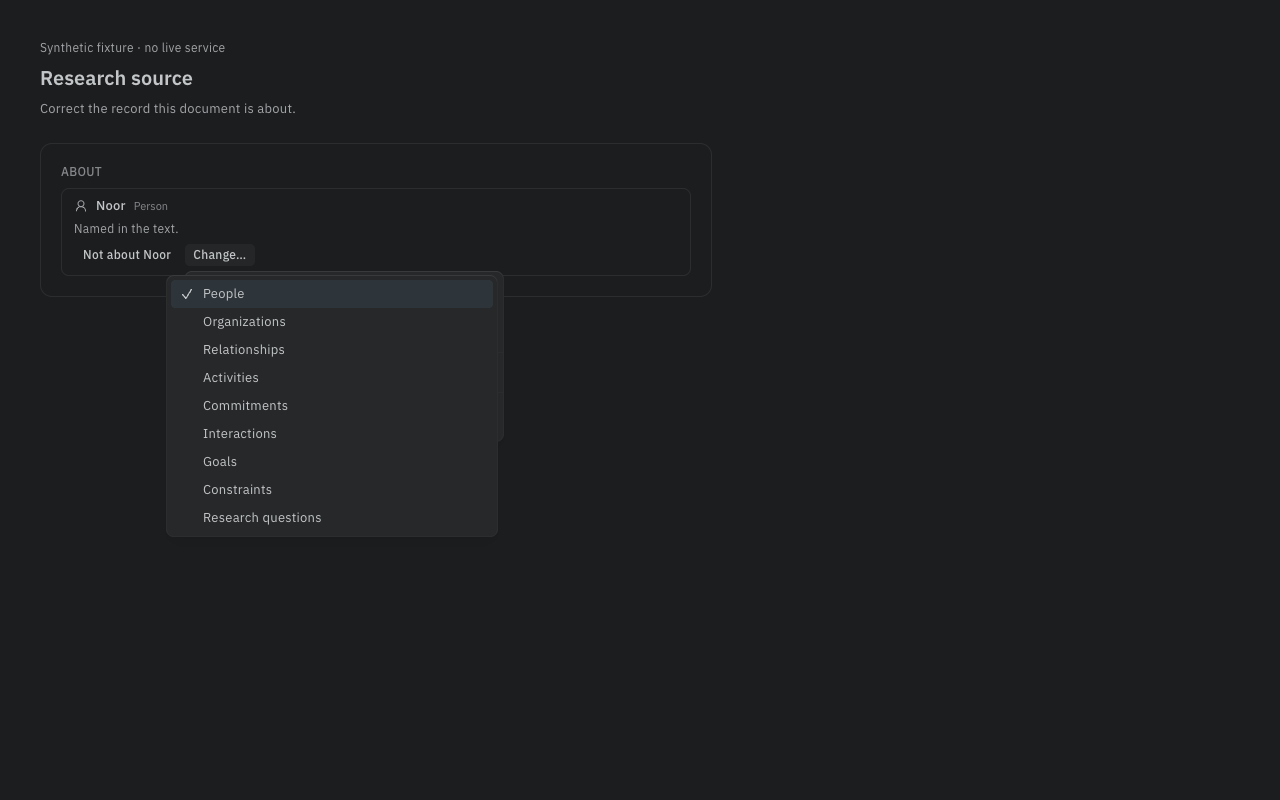 Synthetic fixture · no live service
Research source
Correct the record this document is about.
ABOUT
Noor Person
Named in the text.
Not about Noor Change…
People
Organizations
Relationships
Activities
Commitments
Interactions
Goals
Constraints
Research questions